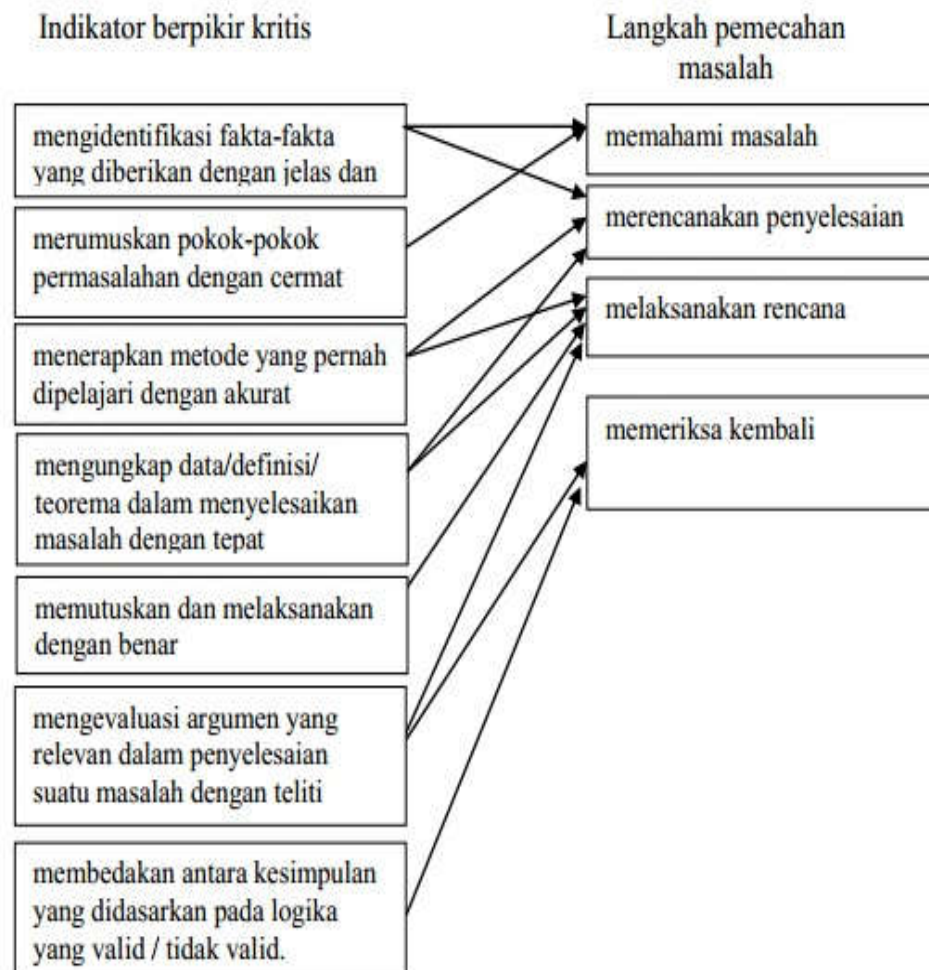 Indikator berpikir kritis
Langkah pemecahan
masalah
mengidentifikasi fakta-fakta
yang diberikan dengan jelas dan
merumuskan pokok-pokok
permasalahan dengan cermat
menerapkan metode yang pernah
dipelajari dengan akurat
mengungkap data/definisi/
teorema dalam menyelesaikan
masalah dengan tepat
memutuskan dan melaksanakan
dengan benar
mengevaluasi argumen yang
relevan dalam penyelesaian
suatu masalah dengan teliti
membedakan antara kesimpulan
yang didasarkan pada logika
yang valid / tidak valid.
memahami masalah
merencanakan penyelesaian
melaksanakan rencana
memeriksa kembali